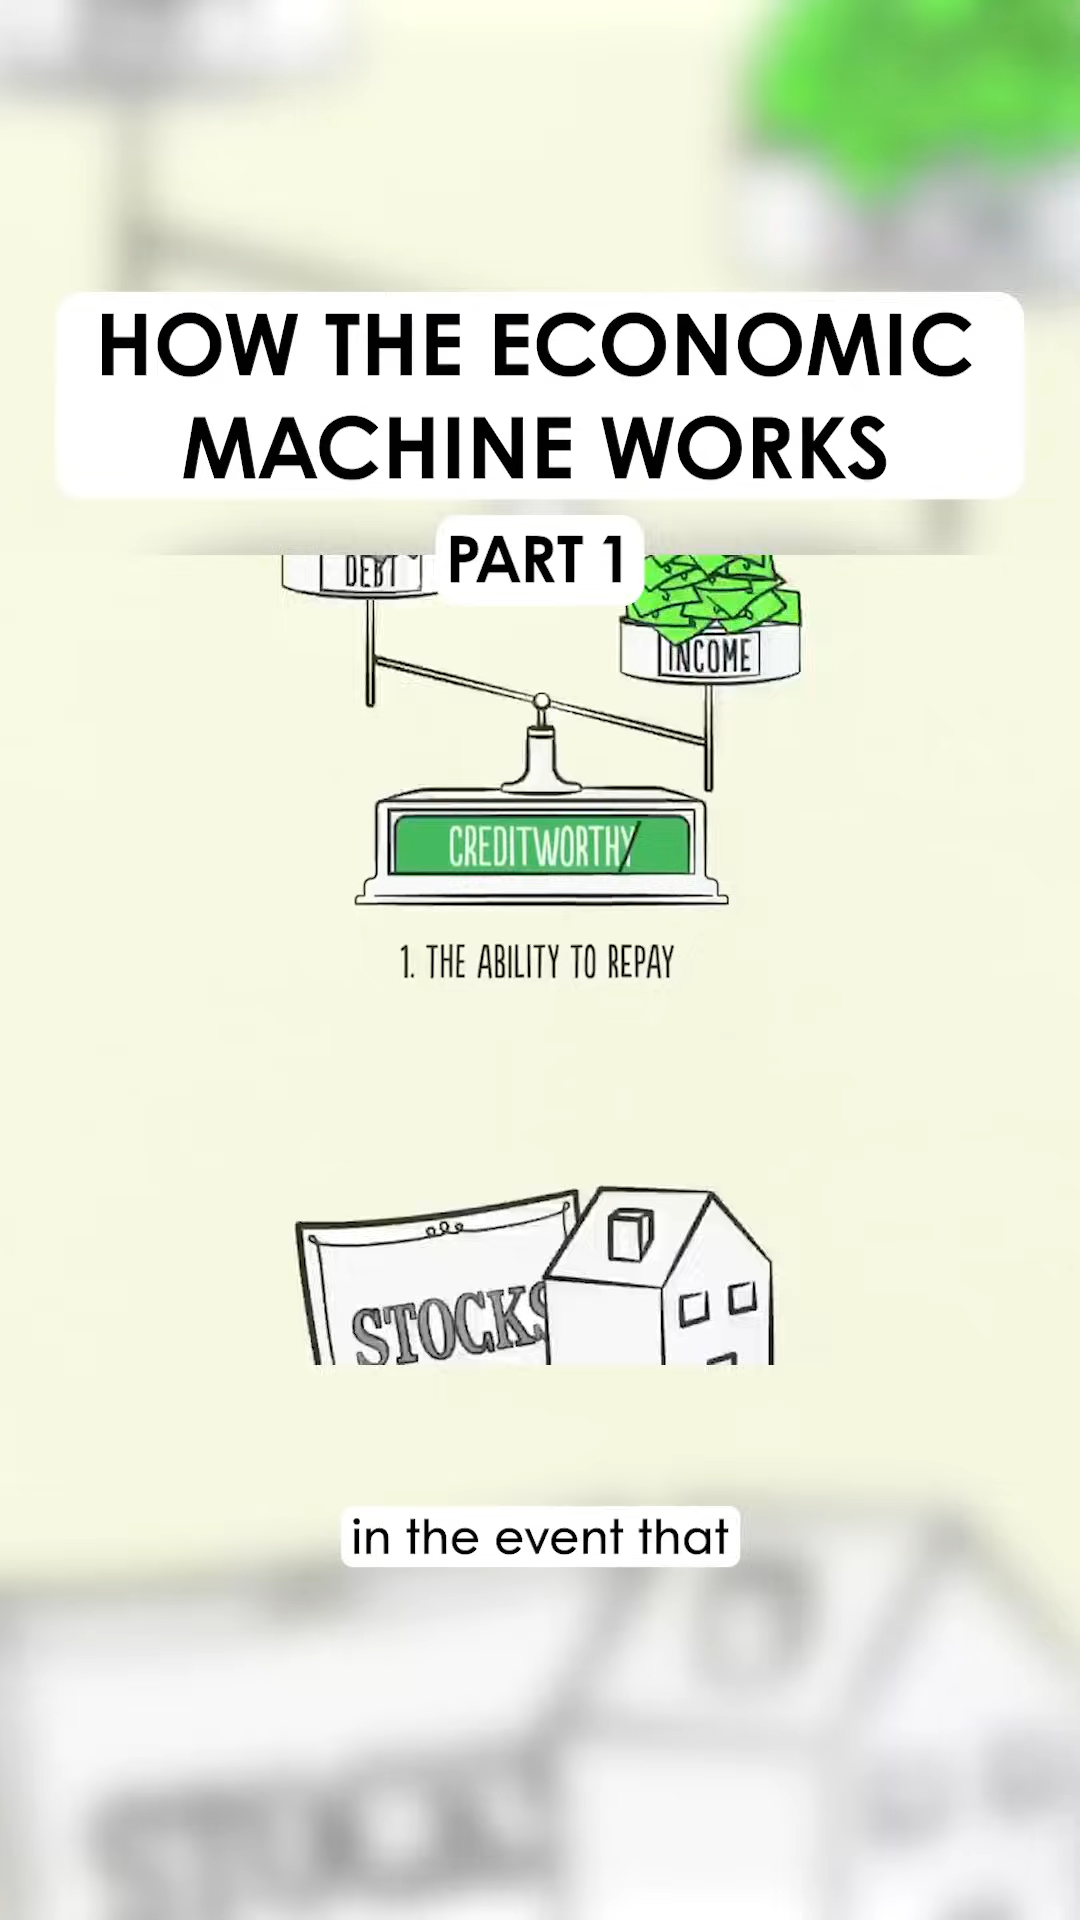 HOW THE ECONOMIC
MACHINE WORKS
PART 1
DEBT
INCOME
CREDITWORTHY
1. THE ABILITY TO REPAY
STOCKS
in the event that